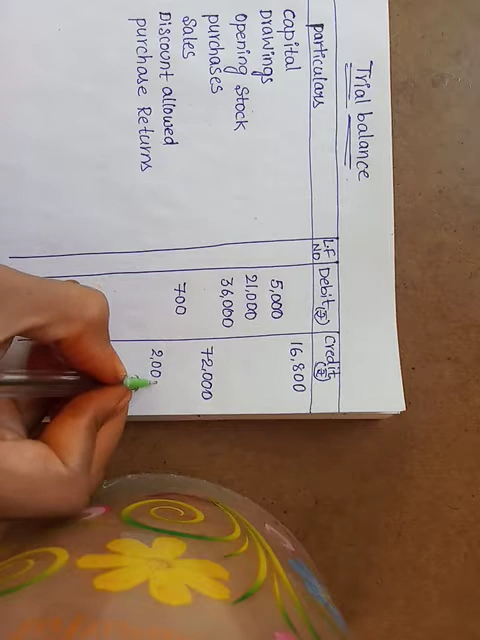 Trial balance
particulars L.F No Debit(₹) Credit(₹)
Capital 16,800
Drawings 5,000
opening Stock 21,000
purchases 36,000
Sales 72,000
Discount allowed 700
purchase Returns 2,00